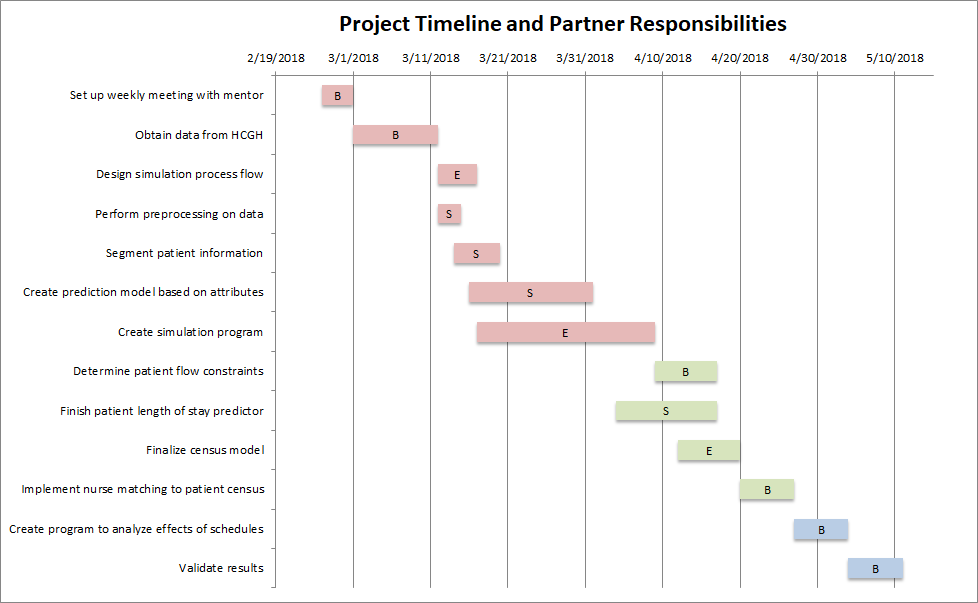 Project Timeline and Partner Responsibilities
2/19/2018 3/1/2018 3/11/2018 3/21/2018 3/31/2018 4/10/2018 4/20/2018 4/30/2018 5/10/2018
Set up weekly meeting with mentor B
Obtain data from HCGH B
Design simulation process flow E
Perform preprocessing on data S
Segment patient information S
Create prediction model based on attributes S
Create simulation program E
Determine patient flow constraints B
Finish patient length of stay predictor S
Finalize census model E
Implement nurse matching to patient census B
Create program to analyze effects of schedules B
Validate results B